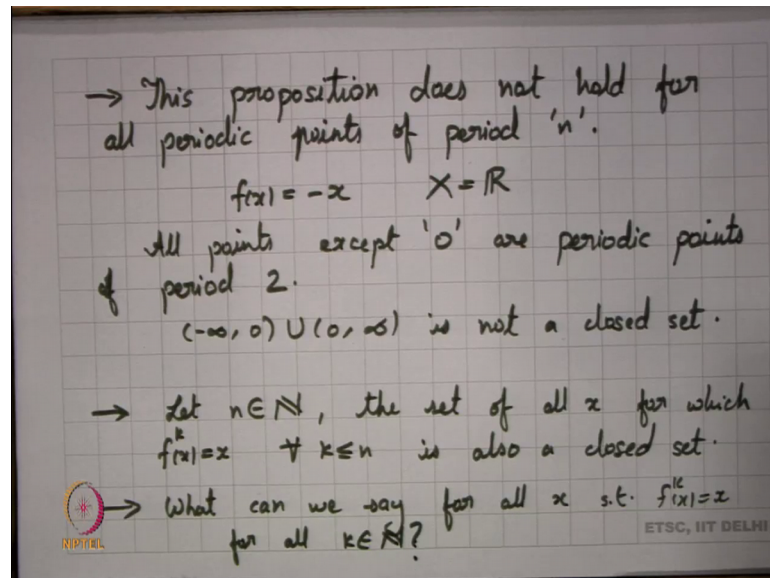 → This proposition does not hold for
all periodic points of period 'n'.
f(x) = -x X = ℝ
All points except '0' are periodic points
of period 2.
(-∞, 0) ∪ (0, ∞) is not a closed set.
→ Let n ∈ ℕ, the set of all x for which
fᵏ(x) = x ∀ k ≤ n is also a closed set.
→ What can we say for all x s.t. fᵏ(x) = x
for all k ∈ ℕ?
NPTEL
ETSC, IIT DELHI